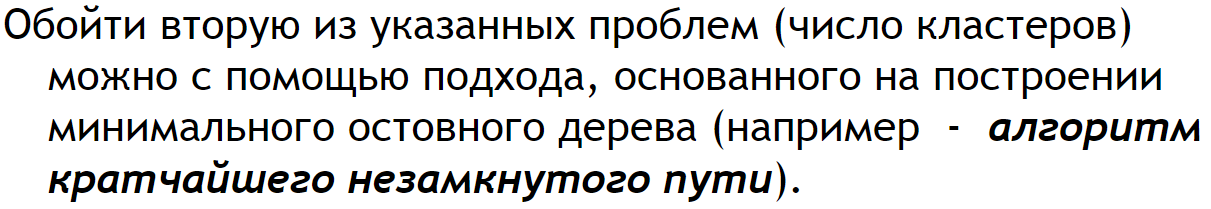 Обойти вторую из указанных проблем (число кластеров)
можно с помощью подхода, основанного на построении
минимального остовного дерева (например - алгоритм
кратчайшего незамкнутого пути).